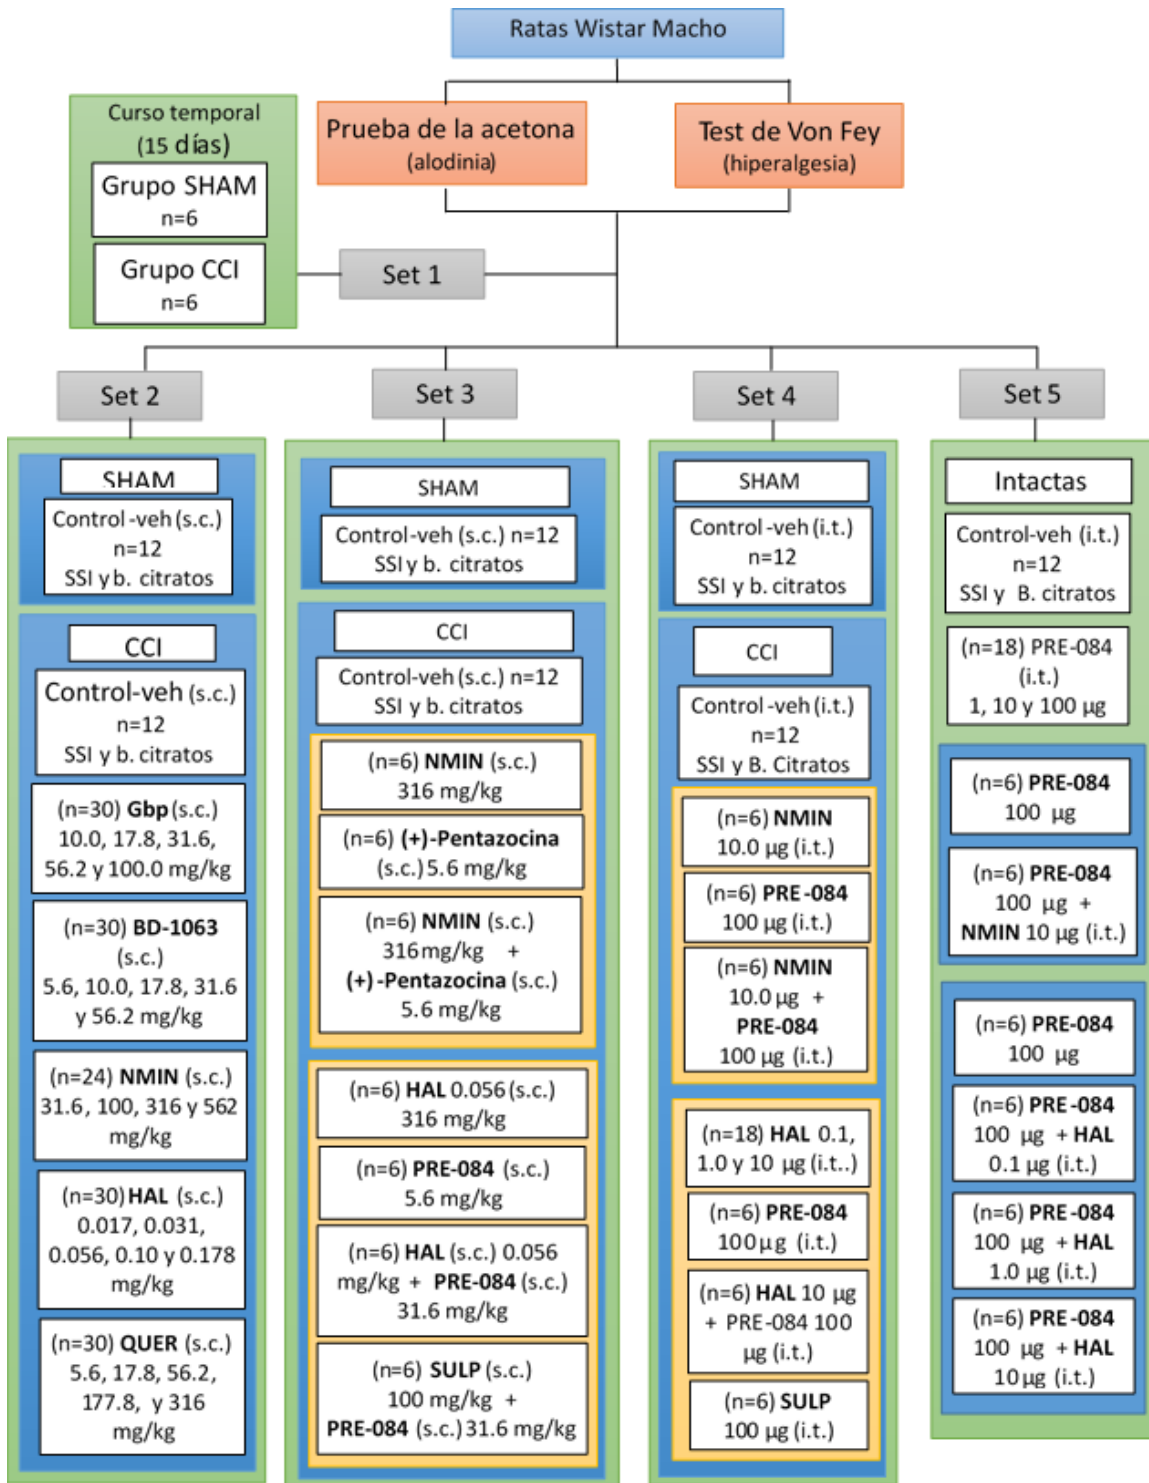 Ratas Wistar Macho
Prueba de la acetona
(alodinia)
Test de Von Fey
(hiperalgesia)
Curso temporal
(15 días)
Grupo SHAM
n=6
Grupo CCI
n=6
Set 1
Set 2
SHAM
Control-veh (s.c.)
n=12
SSI y b. citratos
CCI
Control-veh (s.c.)
n=12
SSI y b. citratos
(n=30) Gbp (s.c.)
10.0, 17.8, 31.6,
56.2 y 100.0 mg/kg
(n=30) BD-1063
(s.c.)
5.6, 10.0, 17.8, 31.6
y 56.2 mg/kg
(n=24) NMIN (s.c.)
31.6, 100, 316 y 562
mg/kg
(n=30) HAL (s.c.)
0.017, 0.031,
0.056, 0.10 y 0.178
mg/kg
(n=30) QUER (s.c.)
5.6, 17.8, 56.2,
177.8, y 316
mg/kg
Set 3
SHAM
Control-veh (s.c.) n=12
SSI y b. citratos
CCI
Control-veh (s.c.) n=12
SSI y b. citratos
(n=6) NMIN (s.c.)
316 mg/kg
(n=6) (+)-Pentazocina
(s.c.) 5.6 mg/kg
(n=6) NMIN (s.c.)
316 mg/kg +
(+)-Pentazocina (s.c.)
5.6 mg/kg
(n=6) HAL 0.056 (s.c.)
316 mg/kg
(n=6) PRE-084 (s.c.)
5.6 mg/kg
(n=6) HAL (s.c.) 0.056
mg/kg + PRE-084 (s.c.)
31.6 mg/kg
(n=6) SULP (s.c.)
100 mg/kg +
PRE-084 (s.c.) 31.6 mg/kg
Set 4
SHAM
Control-veh (i.t.)
n=12
SSI y b. citratos
CCI
Control-veh (i.t.)
n=12
SSI y B. Citratos
(n=6) NMIN
10.0 µg (i.t.)
(n=6) PRE-084
100 µg (i.t.)
(n=6) NMIN
10.0 µg +
PRE-084
100 µg (i.t.)
(n=18) HAL 0.1,
1.0 y 10 µg (i.t..)
(n=6) PRE-084
100 µg (i.t.)
(n=6) HAL 10 µg
+ PRE-084 100
µg (i.t.)
(n=6) SULP
100 µg (i.t.)
Set 5
Intactas
Control-veh (i.t.)
n=12
SSI y B. citratos
(n=18) PRE-084
(i.t.)
1, 10 y 100 µg
(n=6) PRE-084
100 µg
(n=6) PRE-084
100 µg +
NMIN 10 µg (i.t.)
(n=6) PRE-084
100 µg
(n=6) PRE-084
100 µg + HAL
0.1 µg (i.t.)
(n=6) PRE-084
100 µg + HAL
1.0 µg (i.t.)
(n=6) PRE-084
100 µg + HAL
10 µg (i.t.)